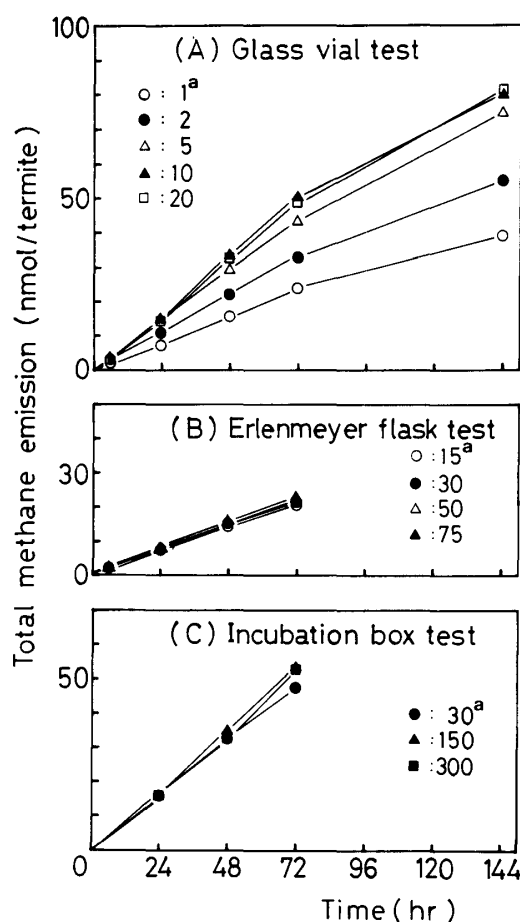 Total methane emission (nmol/termite)
100
(A) Glass vial test
○ : 1a
● : 2
△ : 5
▲ : 10
□ : 20
50
0
(B) Erlenmeyer flask test
○ : 15a
● : 30
△ : 50
▲ : 75
20
0
(C) Incubation box test
50
● : 30a
▲ : 150
■ : 300
0 24 48 72 96 120 144
Time (hr)